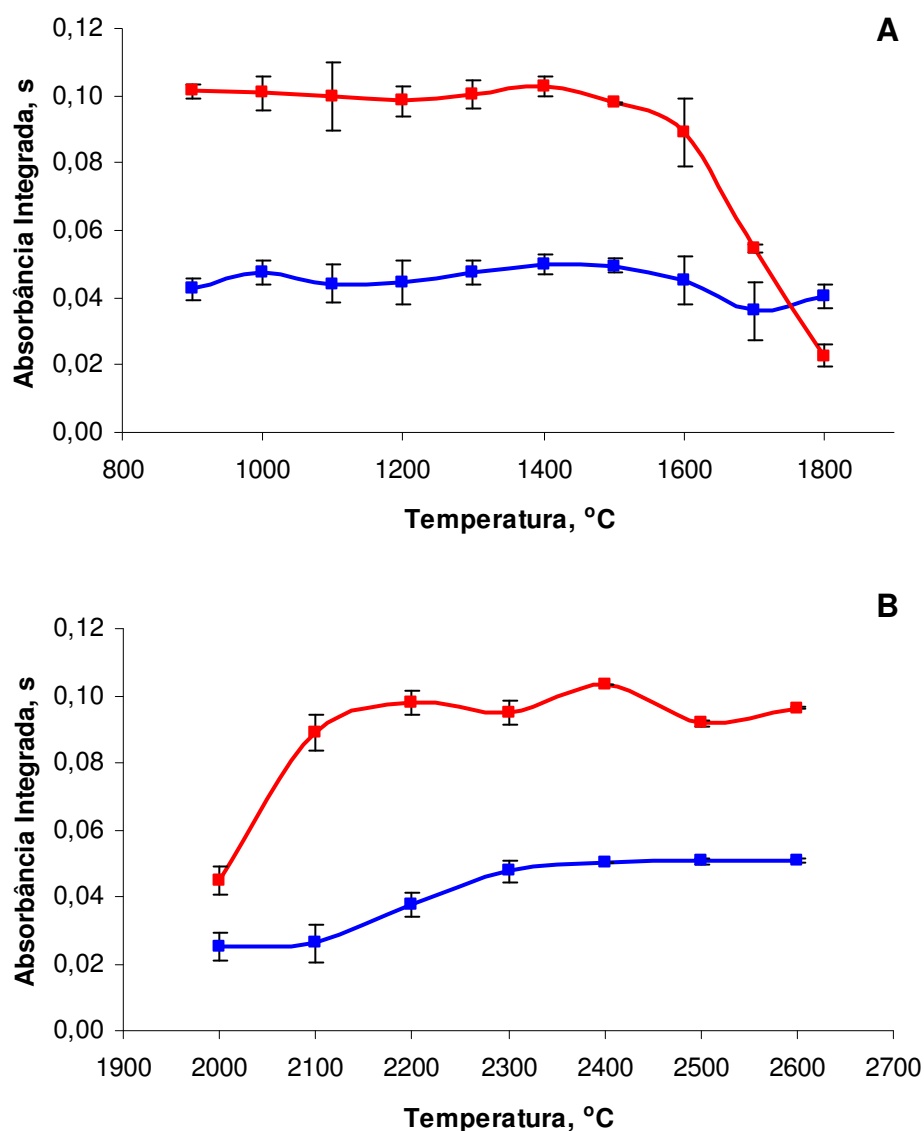 A
Absorbância Integrada, s
0,12
0,10
0,08
0,06
0,04
0,02
0,00
800 1000 1200 1400 1600 1800
Temperatura, °C
B
Absorbância Integrada, s
0,12
0,10
0,08
0,06
0,04
0,02
0,00
1900 2000 2100 2200 2300 2400 2500 2600 2700
Temperatura, °C